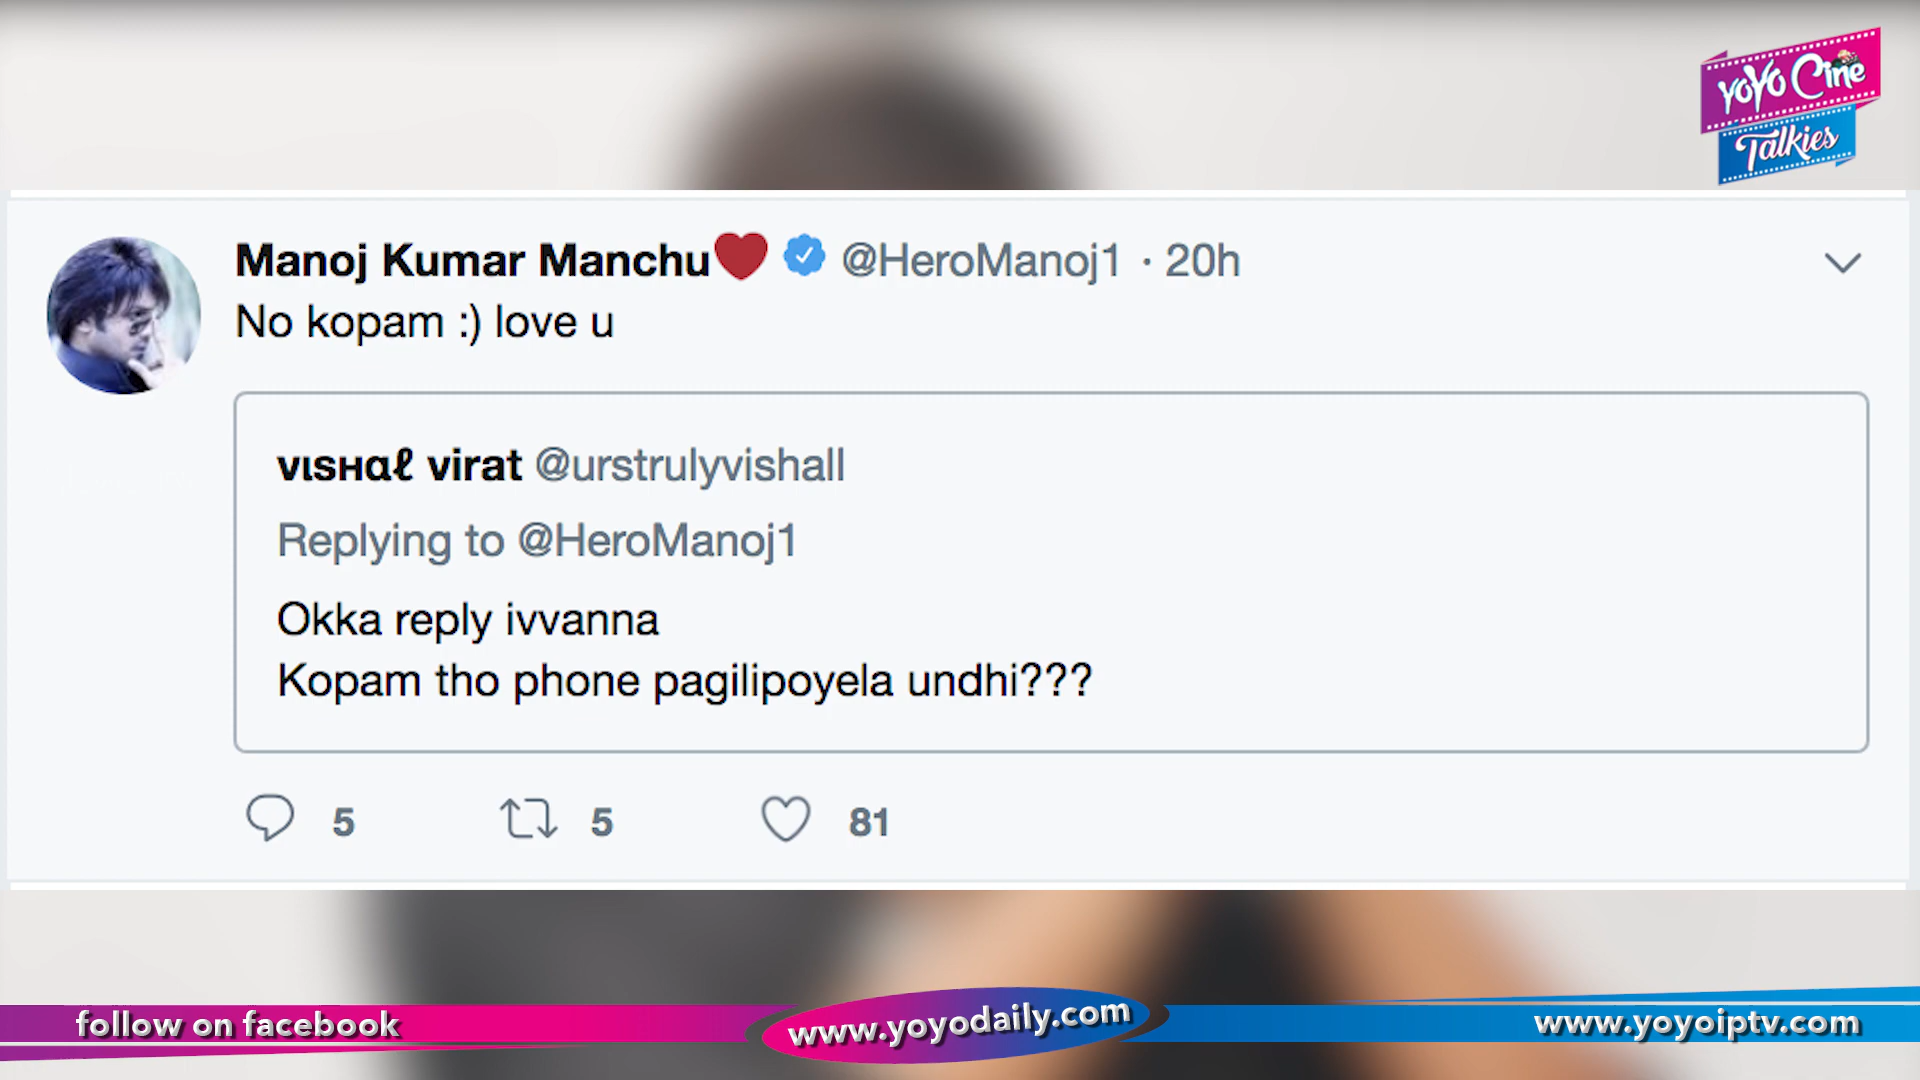 YoYo Cine
Talkies
Manoj Kumar Manchu❤️ @HeroManoj1 · 20h
No kopam :) love u
vιѕнαℓ virat @urstrulyvishall
Replying to @HeroManoj1
Okka reply ivvanna
Kopam tho phone pagilipoyela undhi???
5 5 81
follow on facebook
www.yoyodaily.com
www.yoyoiptv.com